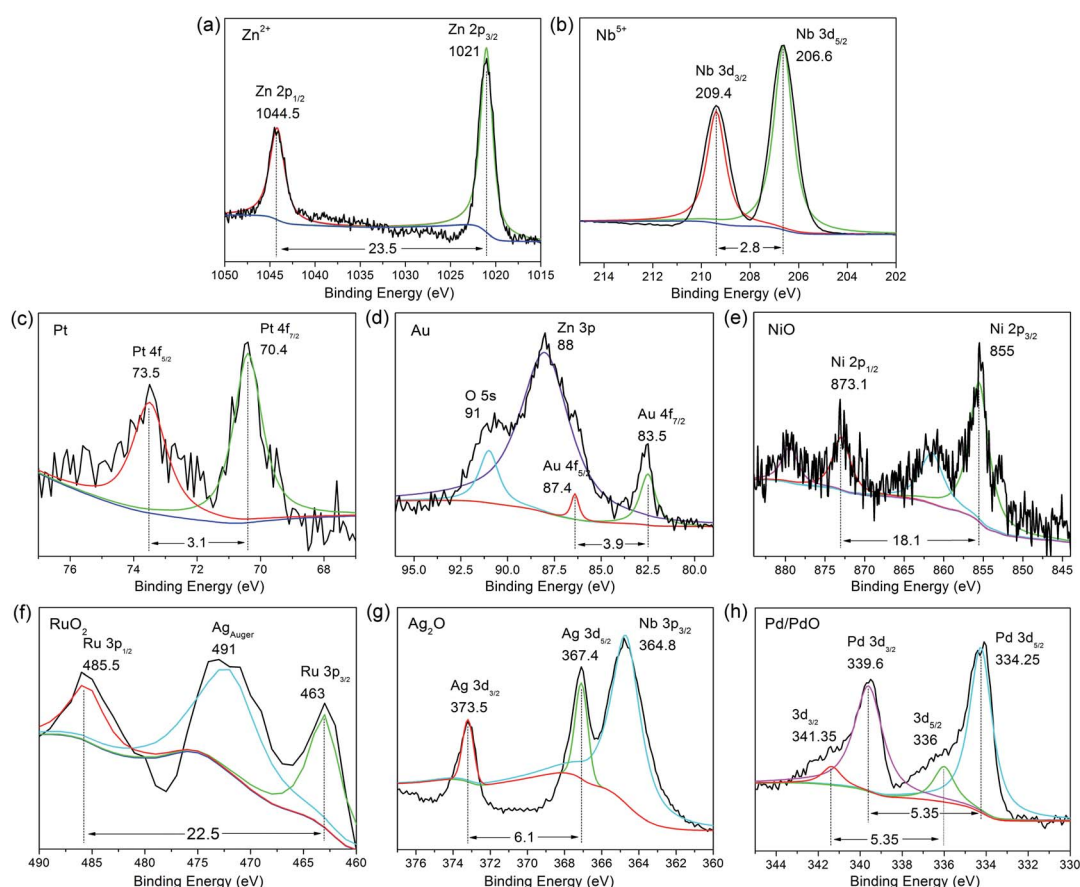 (a) Zn²⁺
Zn 2p₃/₂
1021
Zn 2p₁/₂
1044.5
23.5
1050 1045 1040 1035 1030 1025 1020 1015
Binding Energy (eV)
(b) Nb⁵⁺
Nb 3d₅/₂
206.6
Nb 3d₃/₂
209.4
2.8
214 212 210 208 206 204 202
Binding Energy (eV)
(c) Pt
Pt 4f₇/₂
70.4
Pt 4f₅/₂
73.5
3.1
76 74 72 70 68
Binding Energy (eV)
(d) Au
Zn 3p
88
O 5s
91
Au 4f₇/₂
83.5
Au 4f₅/₂
87.4
3.9
95.0 92.5 90.0 87.5 85.0 82.5 80.0
Binding Energy (eV)
(e) NiO
Ni 2p₃/₂
855
Ni 2p₁/₂
873.1
18.1
880 872 864 856 844
Binding Energy (eV)
(f) RuO₂
Ru 3p₁/₂
485.5
Ag Auger
491
Ru 3p₃/₂
463
22.5
490 485 480 475 470 465 460
Binding Energy (eV)
(g) Ag₂O
Ag 3d₅/₂
367.4
Nb 3p₃/₂
364.8
Ag 3d₃/₂
373.5
6.1
376 374 372 370 368 366 364 362 360
Binding Energy (eV)
(h) Pd/PdO
Pd 3d₃/₂
339.6
Pd 3d₅/₂
334.25
3d₃/₂
341.35
3d₅/₂
336
5.35
5.35
344 342 340 338 336 334 332 330
Binding Energy (eV)